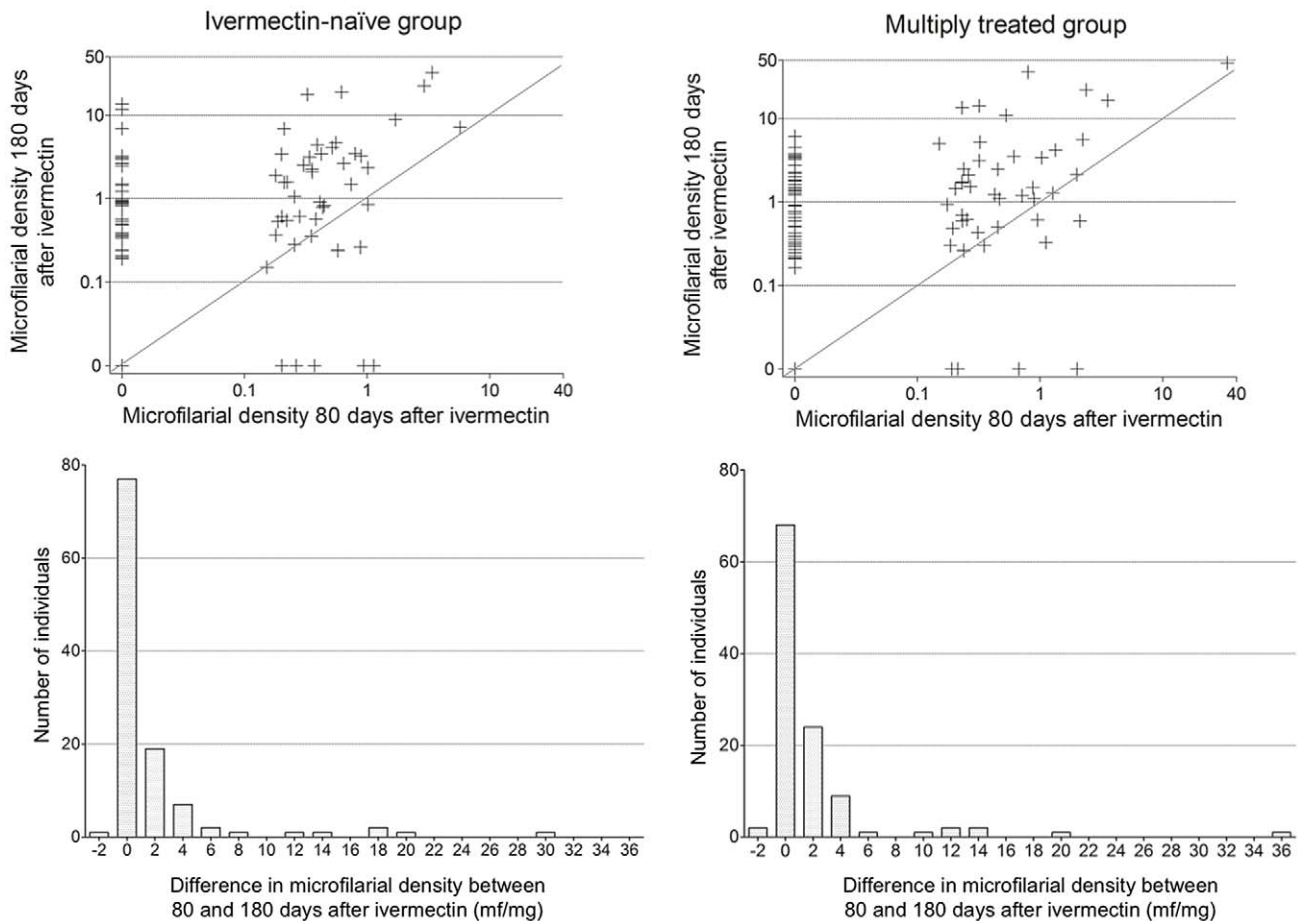 Ivermectin-naïve group
Multiply treated group
Microfilarial density 180 days
after ivermectin
50
10
1
0.1
0
0 0.1 1 10 40
Microfilarial density 80 days after ivermectin
Microfilarial density 180 days
after ivermectin
50
10
1
0.1
0
0 0.1 1 10 40
Microfilarial density 80 days after ivermectin
Number of individuals
80
60
40
20
0
-2 0 2 4 6 8 10 12 14 16 18 20 22 24 26 28 30 32 34 36
Difference in microfilarial density between
80 and 180 days after ivermectin (mf/mg)
Number of individuals
80
60
40
20
0
-2 0 2 4 6 8 10 12 14 16 18 20 22 24 26 28 30 32 34 36
Difference in microfilarial density between
80 and 180 days after ivermectin (mf/mg)